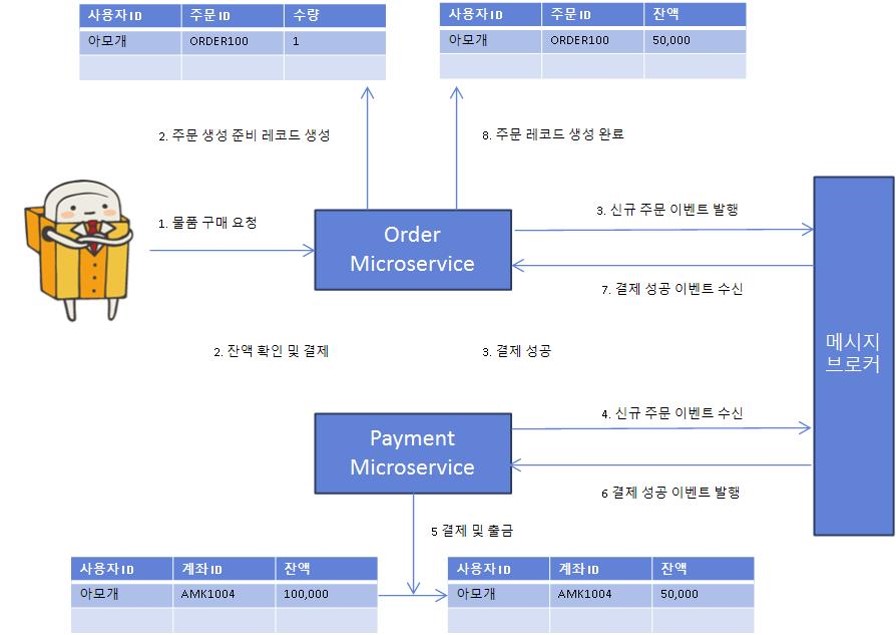 사용자ID 주문ID 수량
아모개 ORDER100 1
사용자ID 주문ID 잔액
아모개 ORDER100 50,000
2. 주문 생성 준비 레코드 생성
8. 주문 레코드 생성 완료
1. 물품 구매 요청
Order
Microservice
3. 신규 주문 이벤트 발행
7. 결제 성공 이벤트 수신
메시지
브로커
2. 잔액 확인 및 결제
3. 결제 성공
Payment
Microservice
4. 신규 주문 이벤트 수신
6 결제 성공 이벤트 발행
5 결제 및 출금
사용자ID 계좌ID 잔액
아모개 AMK1004 100,000
사용자ID 계좌ID 잔액
아모개 AMK1004 50,000